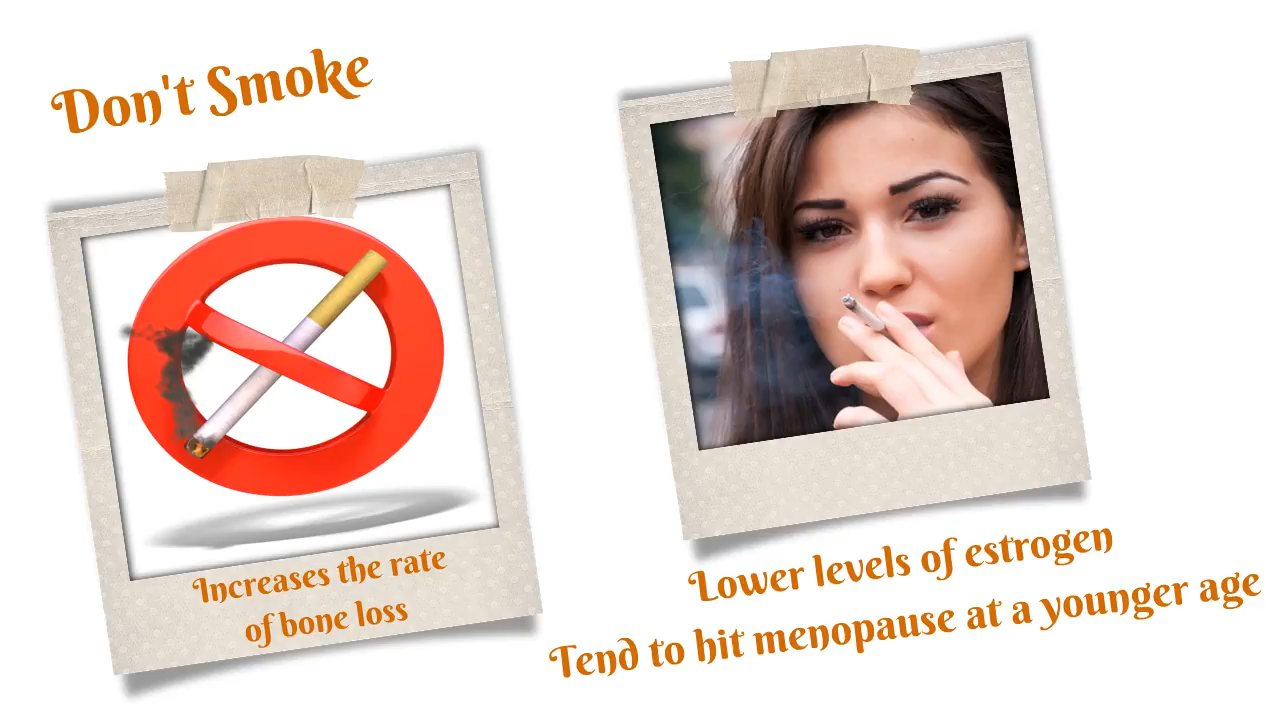 Don't Smoke
Increases the rate
of bone loss
Lower levels of estrogen
Tend to hit menopause at a younger age